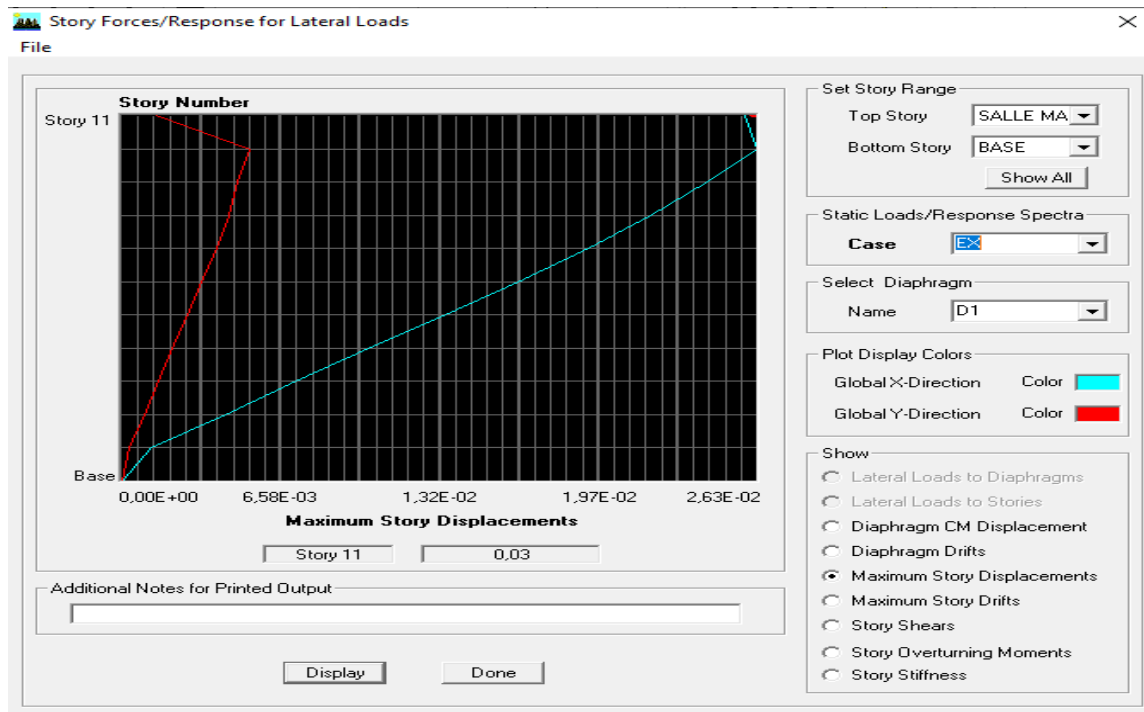 Story Forces/Response for Lateral Loads
File
Story Number
Story 11
Base
0,00E+00 6,58E-03 1,32E-02 1,97E-02 2,63E-02
Maximum Story Displacements
Story 11 0,03
Additional Notes for Printed Output
Display Done
Set Story Range
Top Story SALLE MA
Bottom Story BASE
Show All
Static Loads/Response Spectra
Case EX
Select Diaphragm
Name D1
Plot Display Colors
Global X-Direction Color
Global Y-Direction Color
Show
Lateral Loads to Diaphragms
Lateral Loads to Stories
Diaphragm CM Displacement
Diaphragm Drifts
Maximum Story Displacements
Maximum Story Drifts
Story Shears
Story Overturning Moments
Story Stiffness